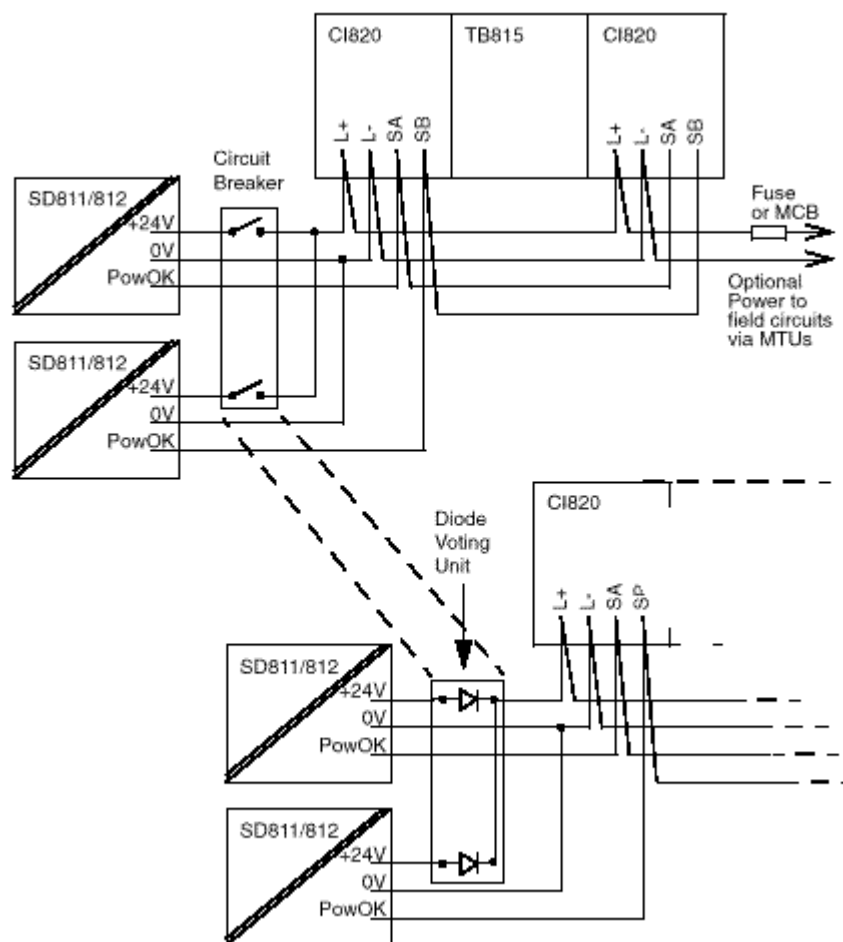 CI820
TB815
CI820
L+
L-
SA
SB
L+
L-
SA
SB
Circuit
Breaker
SD811/812
+24V
0V
PowOK
Fuse
or MCB
Optional
Power to
field circuits
via MTUs
SD811/812
+24V
0V
PowOK
Diode
Voting
Unit
CI820
L+
L-
SA
SP
SD811/812
+24V
0V
PowOK
SD811/812
+24V
0V
PowOK